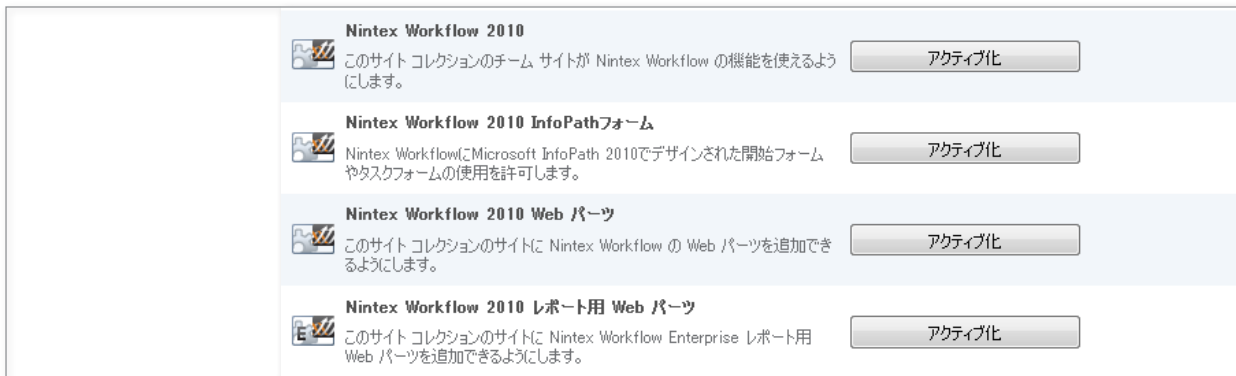 Nintex Workflow 2010
このサイト コレクションのチーム サイトが Nintex Workflow の機能を使えるよう
にします。
アクティブ化
Nintex Workflow 2010 InfoPathフォーム
Nintex WorkflowにMicrosoft InfoPath 2010でデザインされた開始フォーム
やタスクフォームの使用を許可します。
アクティブ化
Nintex Workflow 2010 Web パーツ
このサイト コレクションのサイトに Nintex Workflow の Web パーツを追加でき
るようにします。
アクティブ化
Nintex Workflow 2010 レポート用 Web パーツ
E
このサイト コレクションのサイトに Nintex Workflow Enterprise レポート用
Web パーツを追加できるようにします。
アクティブ化